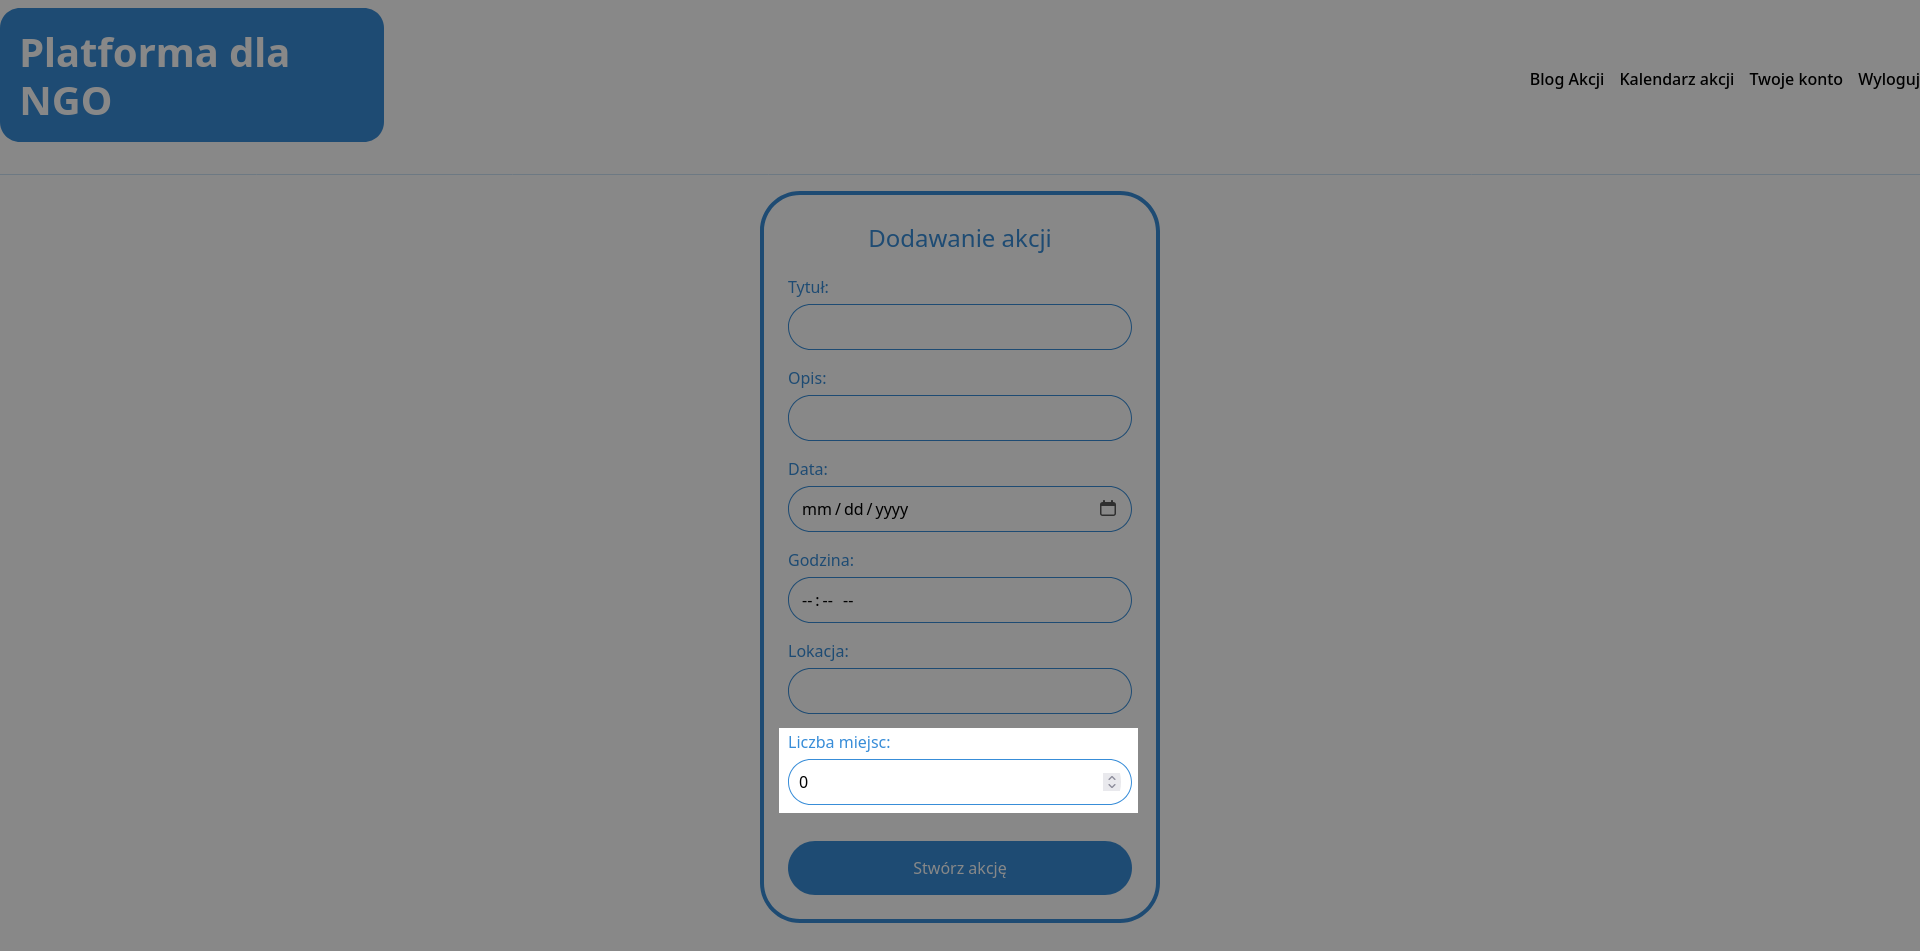 Platforma dla
NGO
Blog Akcji Kalendarz akcji Twoje konto Wyloguj
Dodawanie akcji
Tytuł:
Opis:
Data:
mm/dd/yyyy
Godzina:
--:-- --
Lokacja:
Liczba miejsc:
0
Stwórz akcję